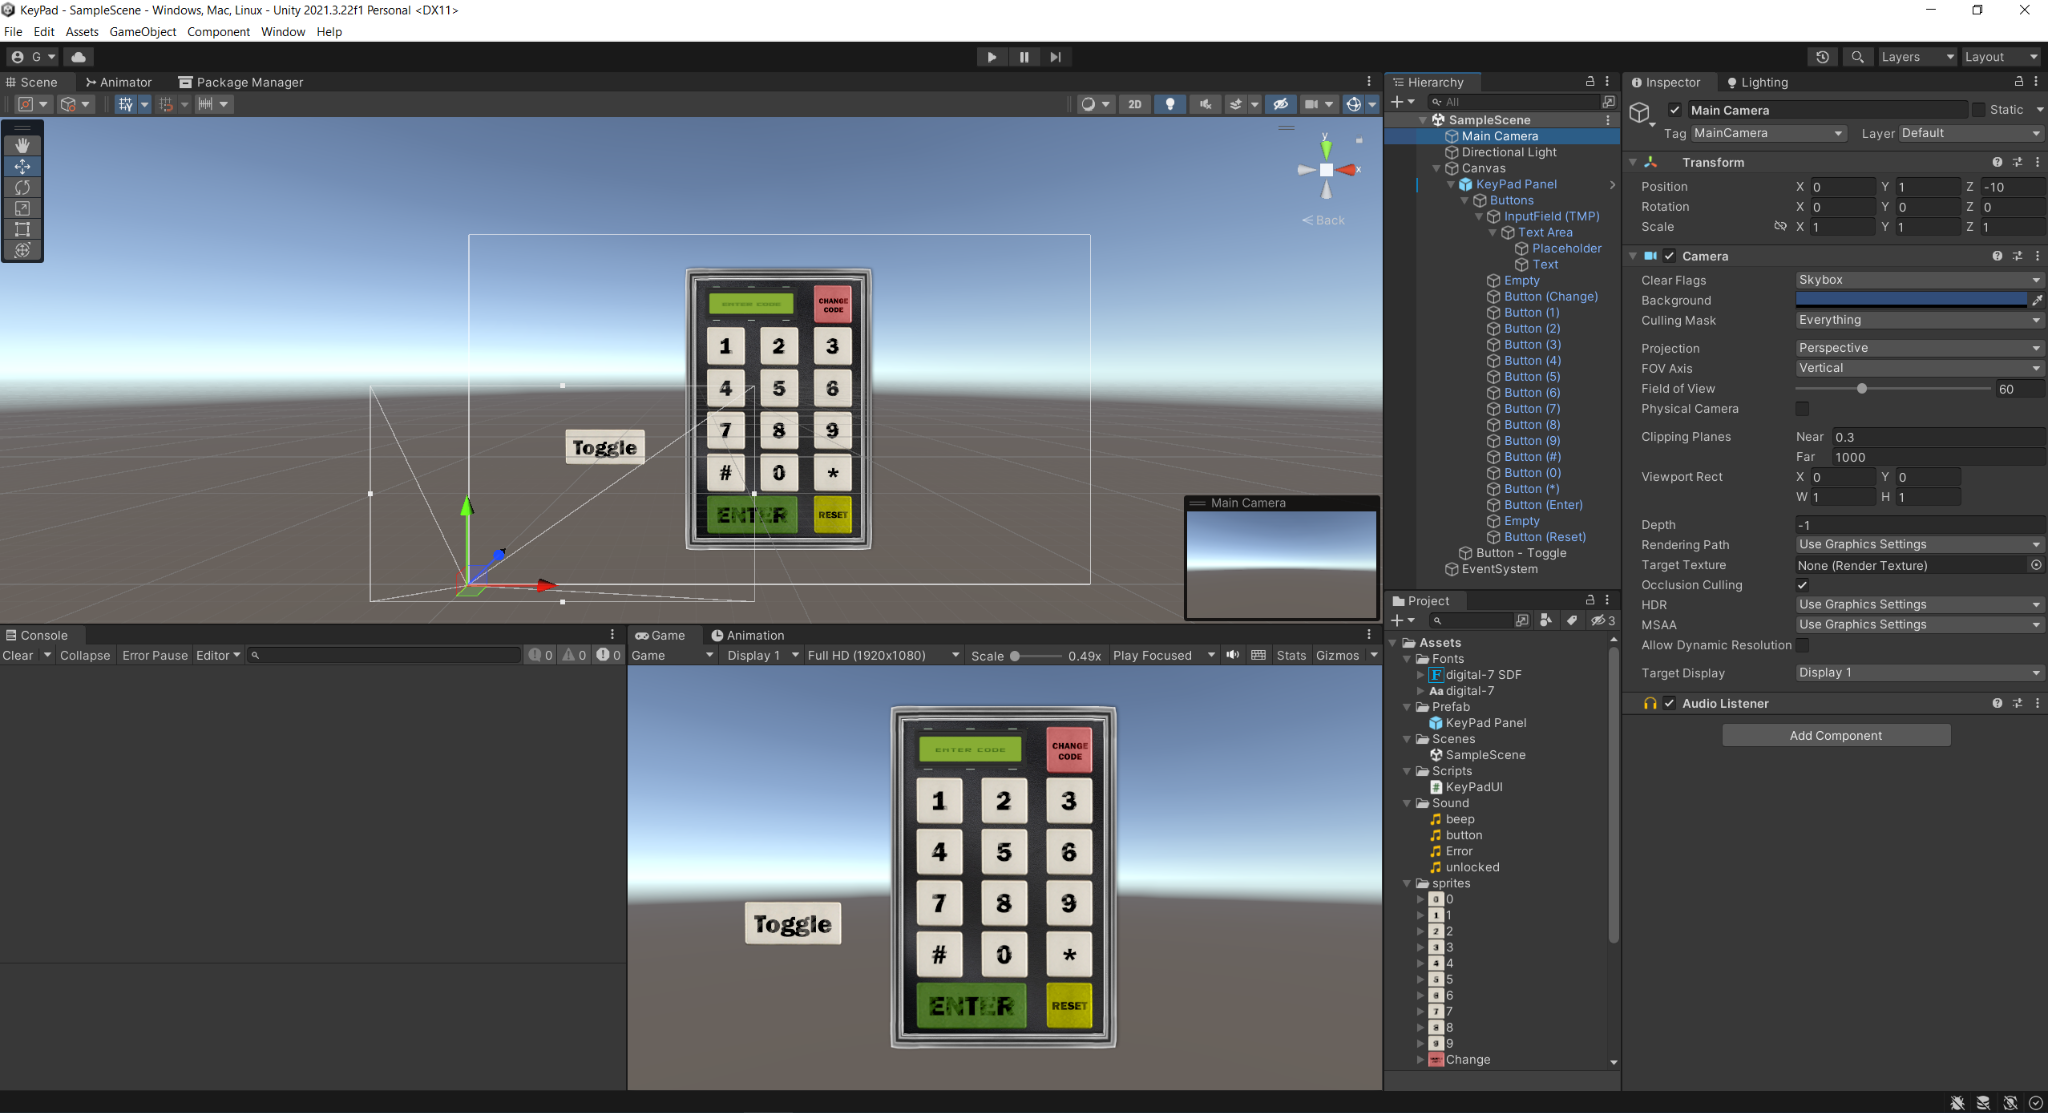 KeyPad - SampleScene - Windows, Mac, Linux - Unity 2021.3.22f1 Personal <DX11>
File Edit Assets GameObject Component Window Help
G
Layers Layout
Scene Animator Package Manager
2D
y
x
Back
ENTER CODE
CHANGE CODE
1 2 3
4 5 6
7 8 9
# 0 *
ENTER RESET
Toggle
Main Camera
Console
Clear Collapse Error Pause Editor
0 0 0
Game Animation
Game Display 1 Full HD (1920x1080) Scale 0.49x Play Focused Stats Gizmos
ENTER CODE
CHANGE CODE
1 2 3
4 5 6
7 8 9
# 0 *
ENTER RESET
Toggle
Hierarchy
All
SampleScene
Main Camera
Directional Light
Canvas
KeyPad Panel
Buttons
InputField (TMP)
Text Area
Placeholder
Text
Empty
Button (Change)
Button (1)
Button (2)
Button (3)
Button (4)
Button (5)
Button (6)
Button (7)
Button (8)
Button (9)
Button (#)
Button (0)
Button (*)
Button (Enter)
Empty
Button (Reset)
Button - Toggle
EventSystem
Project
3
Assets
Fonts
digital-7 SDF
digital-7
Prefab
KeyPad Panel
Scenes
SampleScene
Scripts
KeyPadUI
Sound
beep
button
Error
unlocked
sprites
0
1
2
3
4
5
6
7
8
9
Change
Inspector Lighting
Main Camera Static
Tag MainCamera Layer Default
Transform
Position X 0 Y 1 Z -10
Rotation X 0 Y 0 Z 0
Scale X 1 Y 1 Z 1
Camera
Clear Flags Skybox
Background
Culling Mask Everything
Projection Perspective
FOV Axis Vertical
Field of View 60
Physical Camera
Clipping Planes Near 0.3
Far 1000
Viewport Rect X 0 Y 0
W 1 H 1
Depth -1
Rendering Path Use Graphics Settings
Target Texture None (Render Texture)
Occlusion Culling
HDR Use Graphics Settings
MSAA Use Graphics Settings
Allow Dynamic Resolution
Target Display Display 1
Audio Listener
Add Component